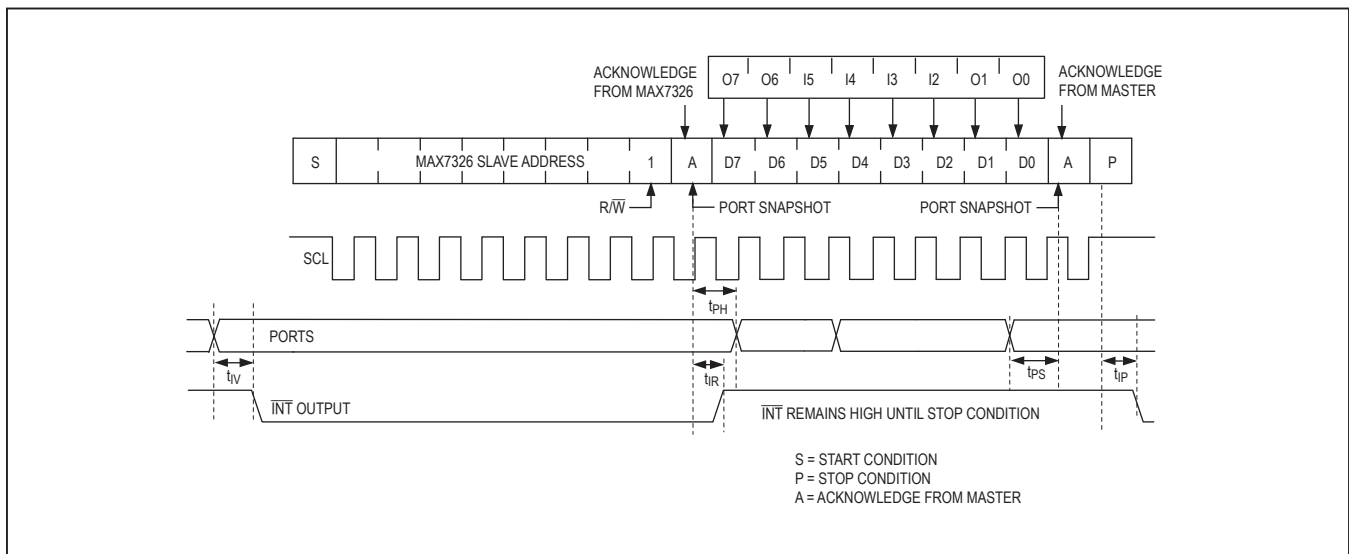 ACKNOWLEDGE
FROM MAX7326
O7 O6 I5 I4 I3 I2 O1 O0
ACKNOWLEDGE
FROM MASTER
S MAX7326 SLAVE ADDRESS 1 A D7 D6 D5 D4 D3 D2 D1 D0 A P
R/W̅ PORT SNAPSHOT PORT SNAPSHOT
SCL
tPH
PORTS
tIV tIR tPS tIP
I̅N̅T̅ OUTPUT I̅N̅T̅ REMAINS HIGH UNTIL STOP CONDITION
S = START CONDITION
P = STOP CONDITION
A = ACKNOWLEDGE FROM MASTER